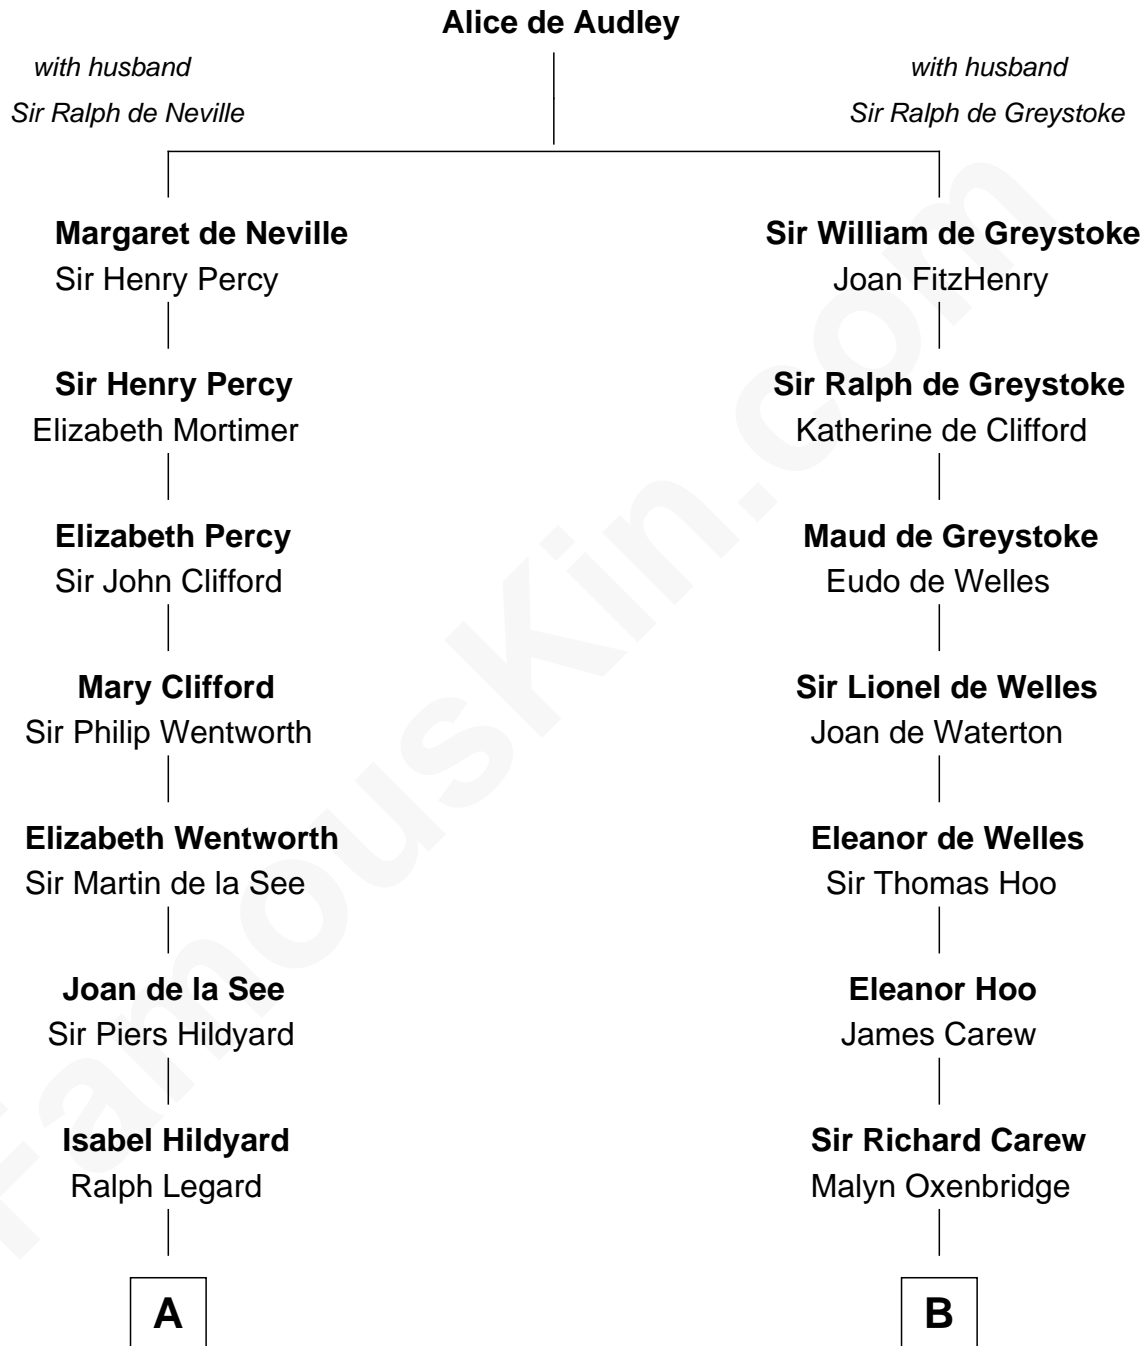 Alice de Audley
with husband
Sir Ralph de Neville
with husband
Sir Ralph de Greystoke
Margaret de Neville
Sir Henry Percy
Sir William de Greystoke
Joan FitzHenry
Sir Henry Percy
Elizabeth Mortimer
Sir Ralph de Greystoke
Katherine de Clifford
Elizabeth Percy
Sir John Clifford
Maud de Greystoke
Eudo de Welles
Mary Clifford
Sir Philip Wentworth
Sir Lionel de Welles
Joan de Waterton
Elizabeth Wentworth
Sir Martin de la See
Eleanor de Welles
Sir Thomas Hoo
Joan de la See
Sir Piers Hildyard
Eleanor Hoo
James Carew
Isabel Hildyard
Ralph Legard
Sir Richard Carew
Malyn Oxenbridge
A
B
FamousKin.com